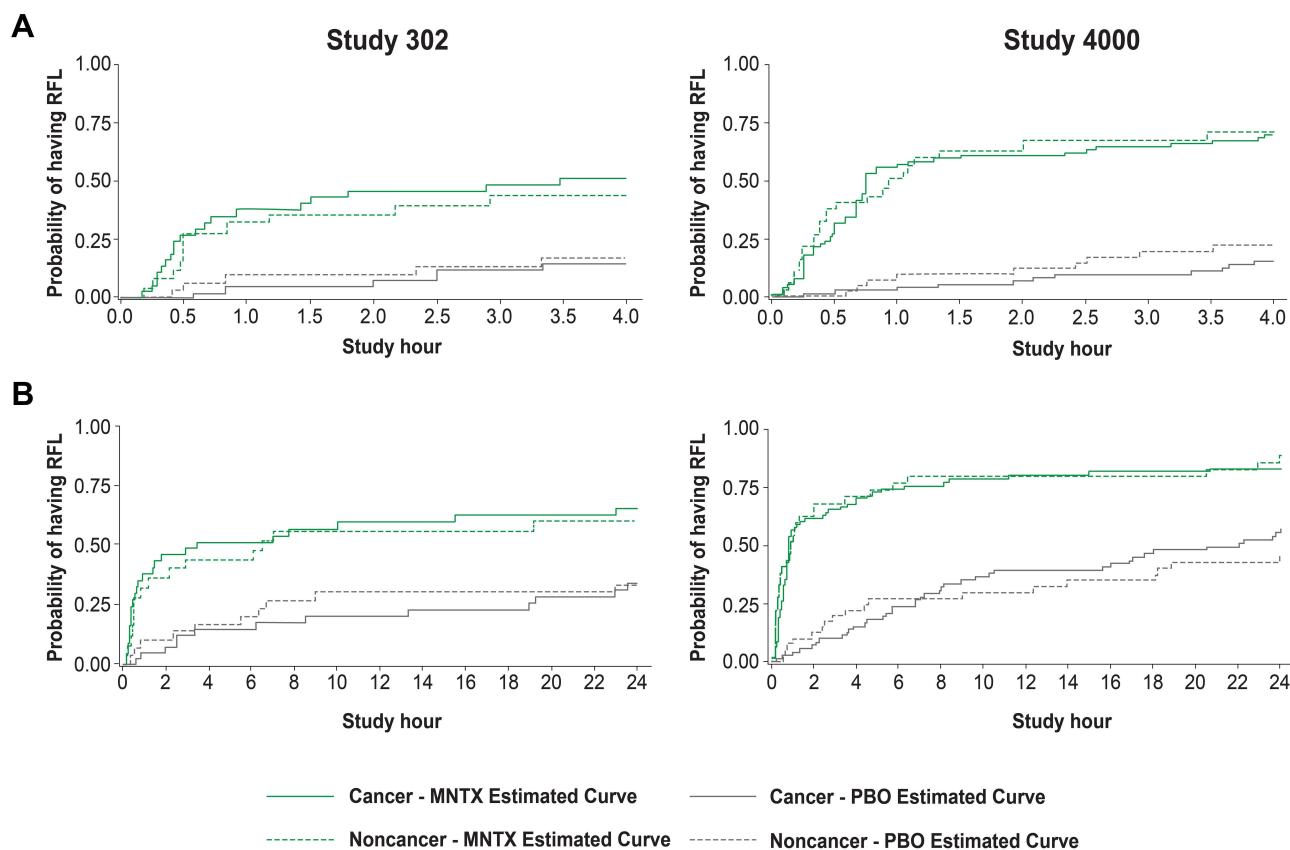 A
Study 302
Study 4000
Probability of having RFL
1.00
0.75
0.50
0.25
0.00
0.0 0.5 1.0 1.5 2.0 2.5 3.0 3.5 4.0
Study hour
Probability of having RFL
1.00
0.75
0.50
0.25
0.00
0.0 0.5 1.0 1.5 2.0 2.5 3.0 3.5 4.0
Study hour
B
Probability of having RFL
1.00
0.75
0.50
0.25
0.00
0 2 4 6 8 10 12 14 16 18 20 22 24
Study hour
Probability of having RFL
1.00
0.75
0.50
0.25
0.00
0 2 4 6 8 10 12 14 16 18 20 22 24
Study hour
Cancer - MNTX Estimated Curve
Cancer - PBO Estimated Curve
Noncancer - MNTX Estimated Curve
Noncancer - PBO Estimated Curve